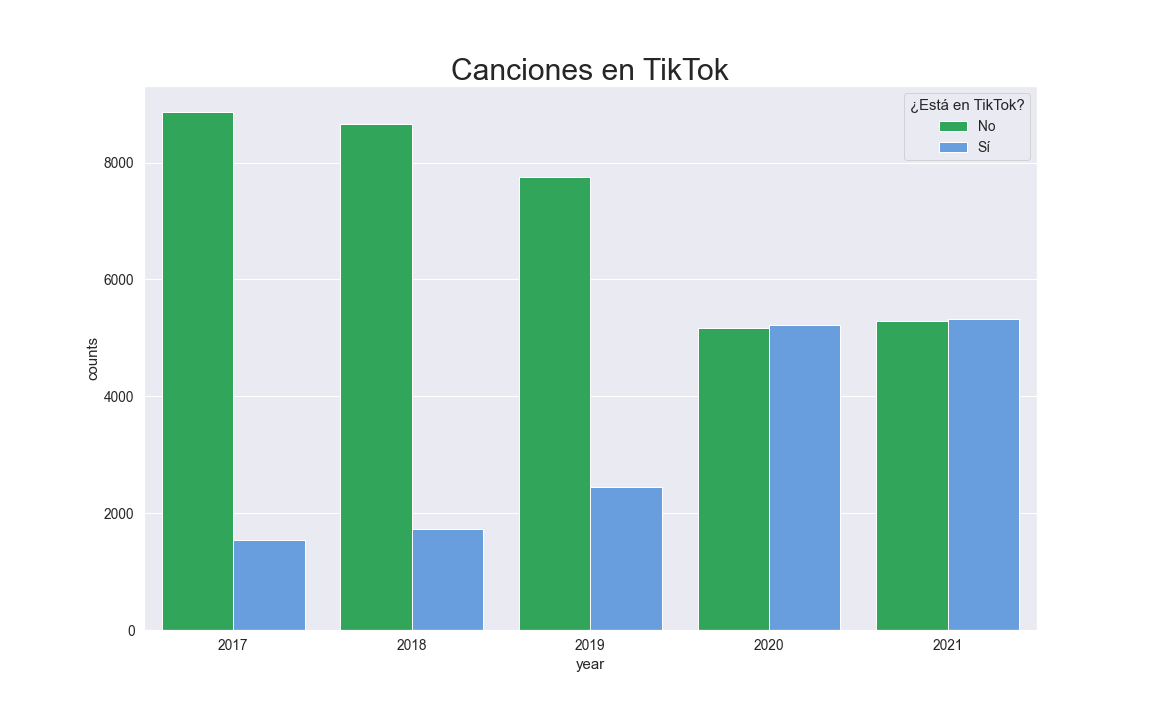 Canciones en TikTok
¿Está en TikTok?
No
Sí
8000
6000
4000
2000
0
counts
2017 2018 2019 2020 2021
year